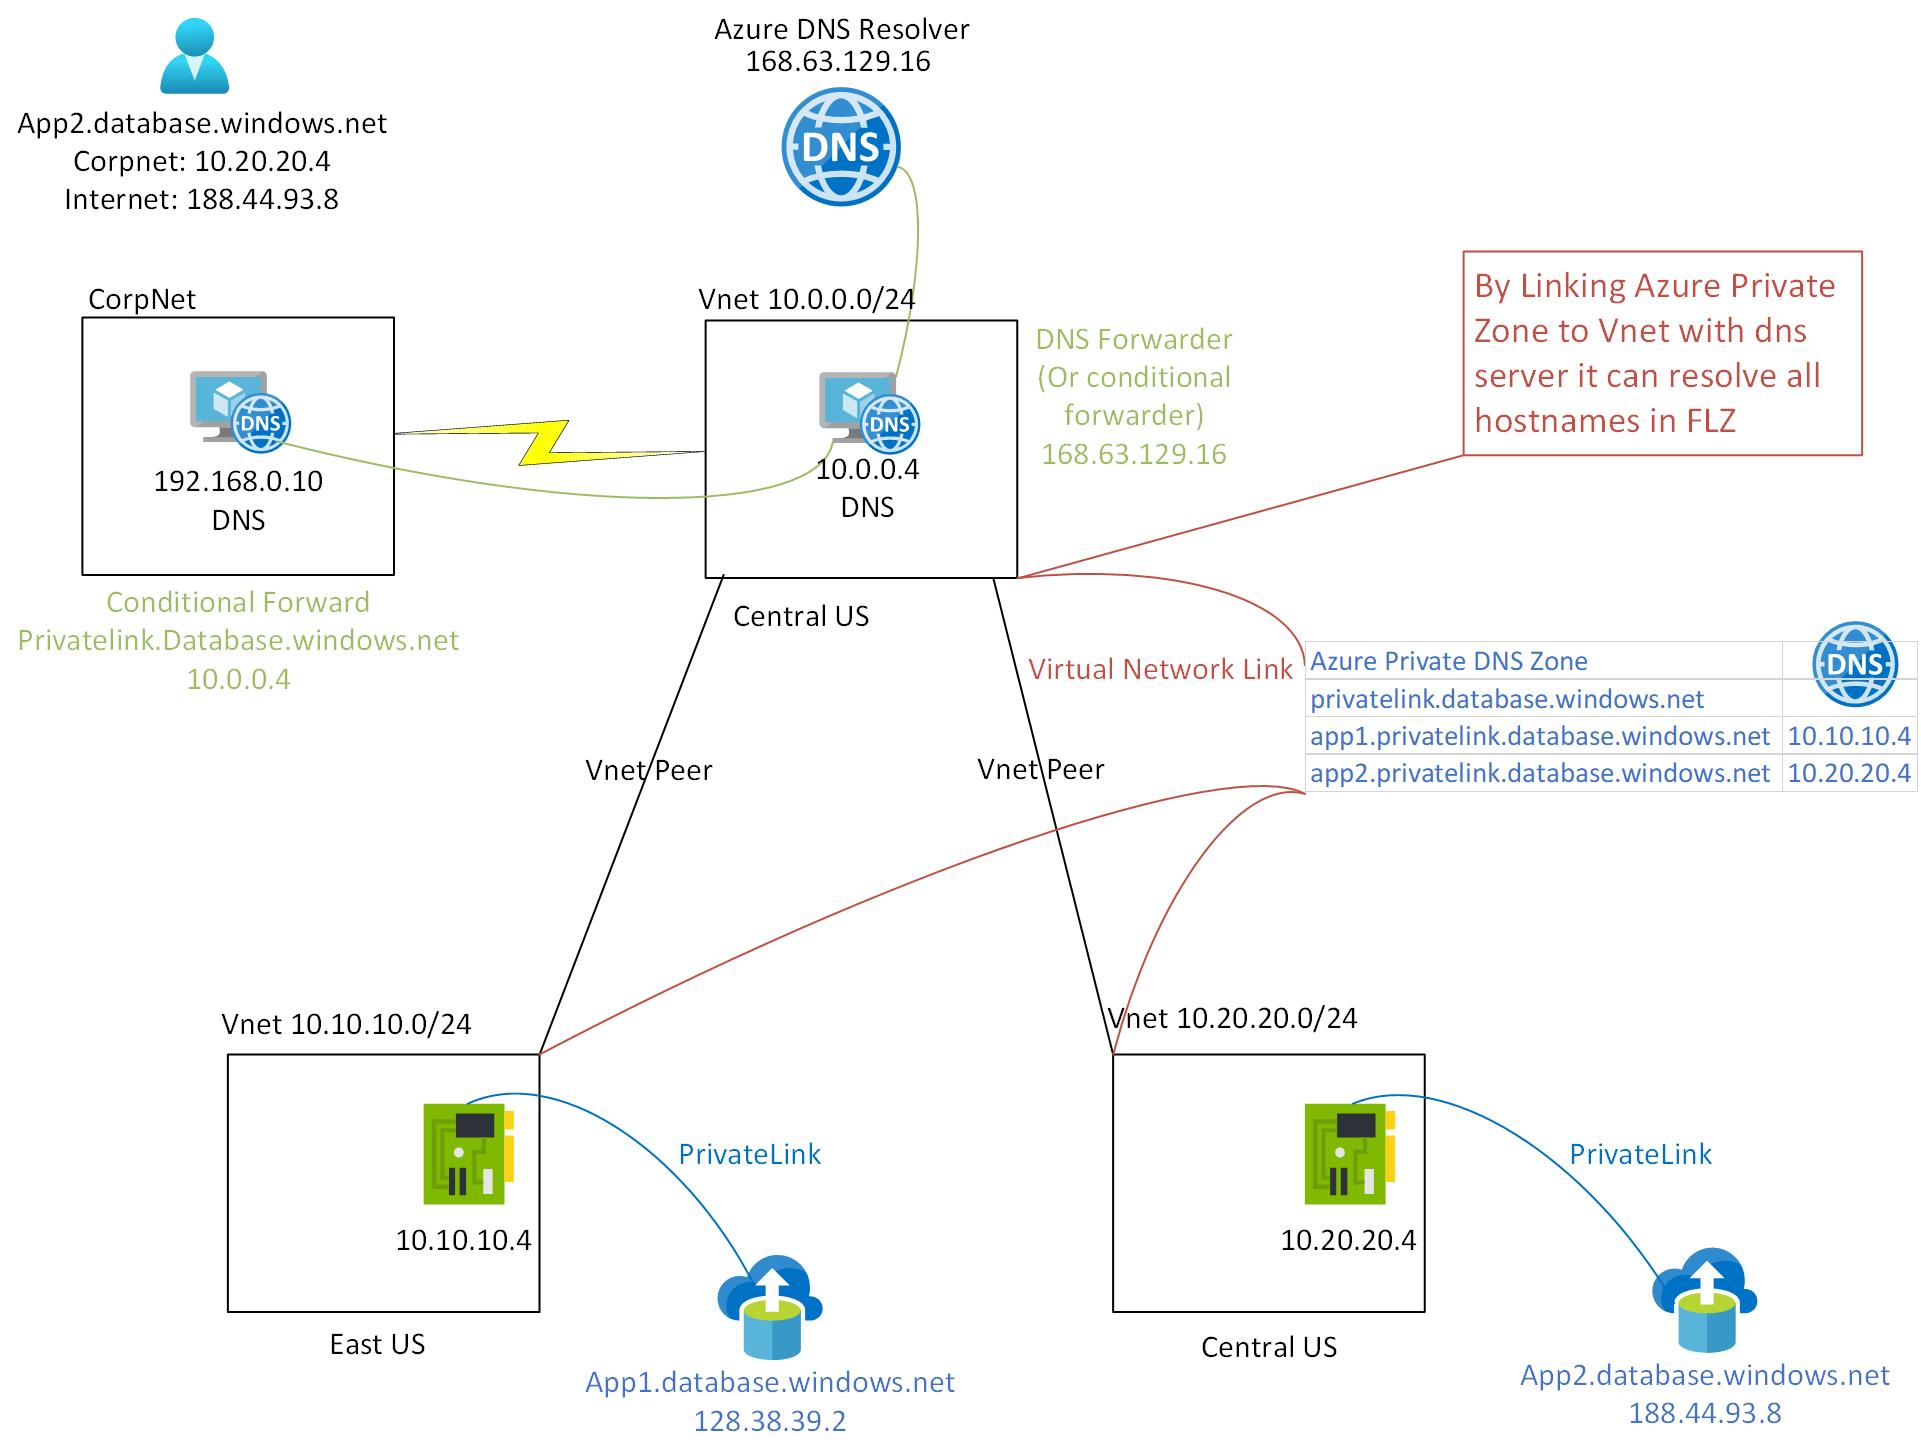 Azure DNS Resolver
168.63.129.16
DNS
App2.database.windows.net
Corpnet: 10.20.20.4
Internet: 188.44.93.8
CorpNet
DNS
192.168.0.10
DNS
Conditional Forward
Privatelink.Database.windows.net
10.0.0.4
Vnet 10.0.0.0/24
DNS
10.0.0.4
DNS
Central US
DNS Forwarder
(Or conditional
forwarder)
168.63.129.16
By Linking Azure Private
Zone to Vnet with dns
server it can resolve all
hostnames in FLZ
Virtual Network Link
Azure Private DNS Zone
DNS
privatelink.database.windows.net
app1.privatelink.database.windows.net 10.10.10.4
app2.privatelink.database.windows.net 10.20.20.4
Vnet Peer
Vnet Peer
Vnet 10.10.10.0/24
10.10.10.4
East US
PrivateLink
App1.database.windows.net
128.38.39.2
Vnet 10.20.20.0/24
10.20.20.4
Central US
PrivateLink
App2.database.windows.net
188.44.93.8